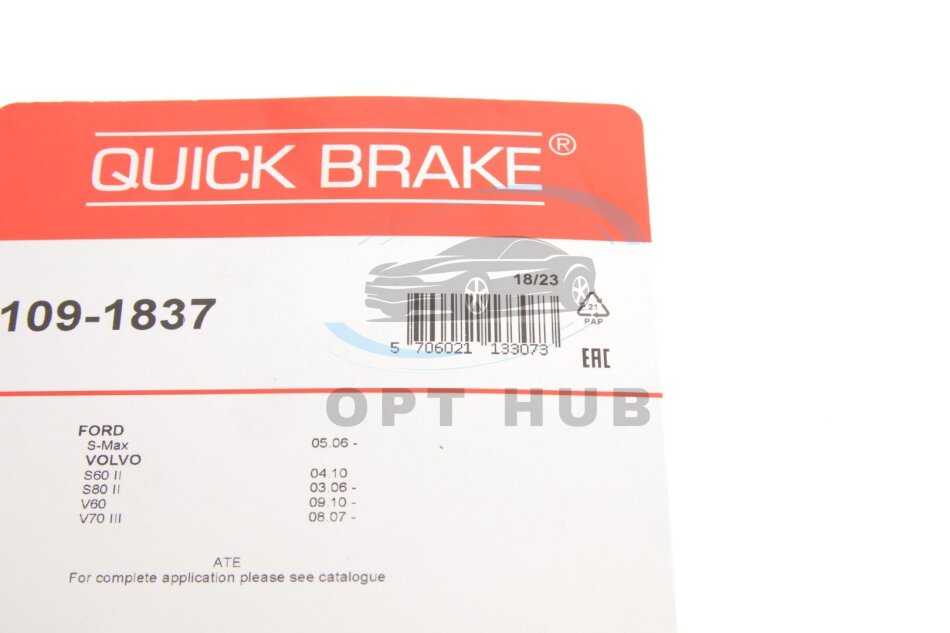 QUICK BRAKE®
18/23
109-1837
21
PAP
5 706021 133073
EAC
OPT HUB
FORD
S-Max 05.06 -
VOLVO
S60 II 04.10
S80 II 03.06 -
V60 09.10 -
V70 III 08.07 -
ATE
For complete application please see catalogue